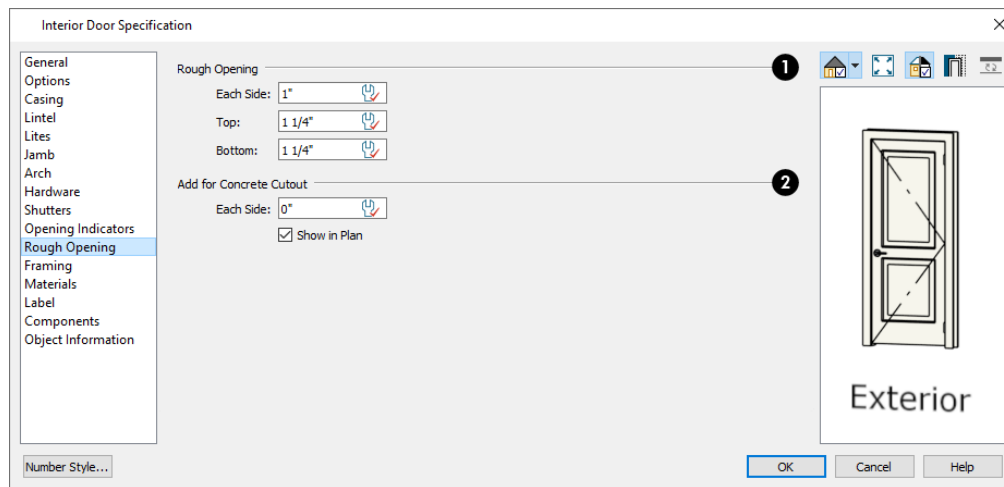 Interior Door Specification
General
Options
Casing
Lintel
Lites
Jamb
Arch
Hardware
Shutters
Opening Indicators
Rough Opening
Framing
Materials
Label
Components
Object Information
Number Style...
Rough Opening 1
Each Side: 1"
Top: 1 1/4"
Bottom: 1 1/4"
Add for Concrete Cutout 2
Each Side: 0"
Show in Plan
Exterior
OK Cancel Help